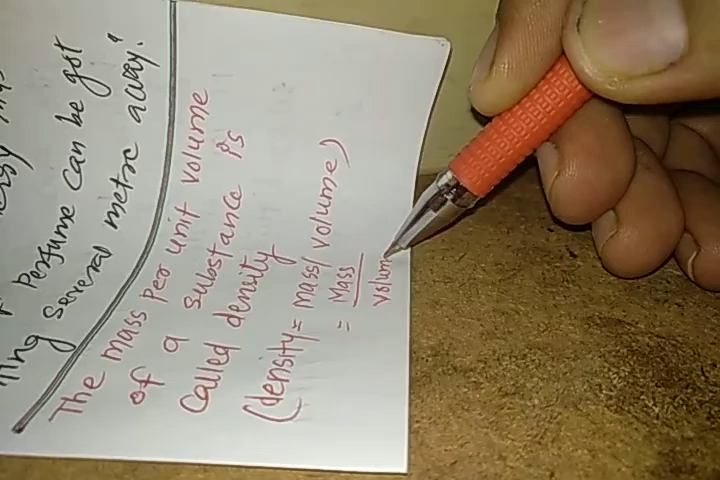 Perfume can be got
several metre away.
The mass per unit volume
of a substance is
called density
(density = mass/volume)
= Mass
volum